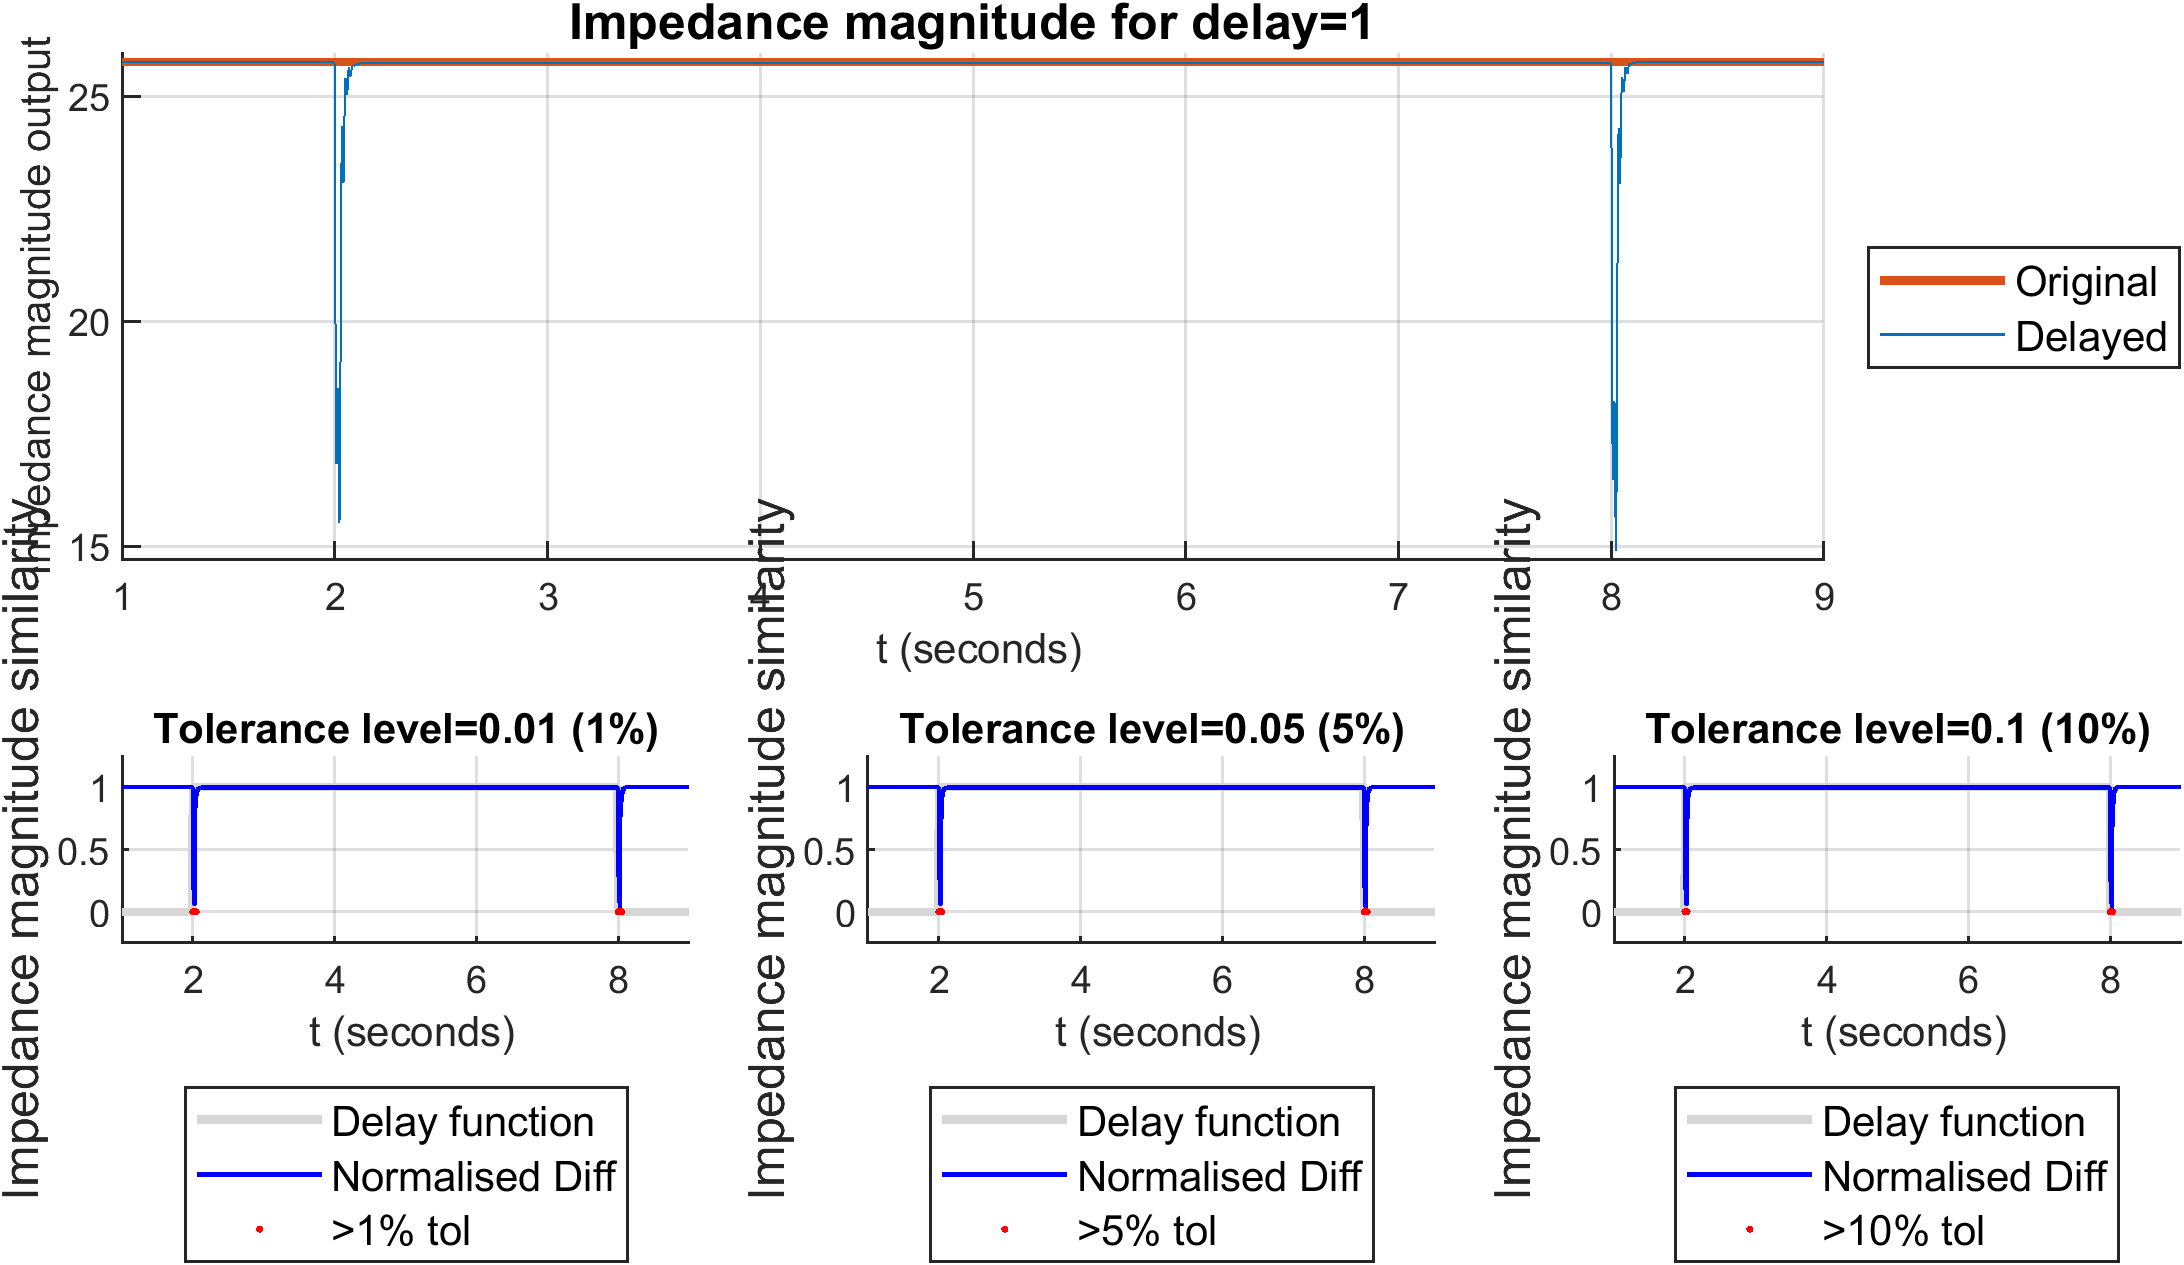 Impedance magnitude for delay=1
Impedance magnitude output
25
20
15
1 2 3 4 5 6 7 8 9
t (seconds)
Original
Delayed
Tolerance level=0.01 (1%)
Impedance magnitude similarity
1
0.5
0
2 4 6 8
t (seconds)
Delay function
Normalised Diff
>1% tol
Tolerance level=0.05 (5%)
Impedance magnitude similarity
1
0.5
0
2 4 6 8
t (seconds)
Delay function
Normalised Diff
>5% tol
Tolerance level=0.1 (10%)
Impedance magnitude similarity
1
0.5
0
2 4 6 8
t (seconds)
Delay function
Normalised Diff
>10% tol